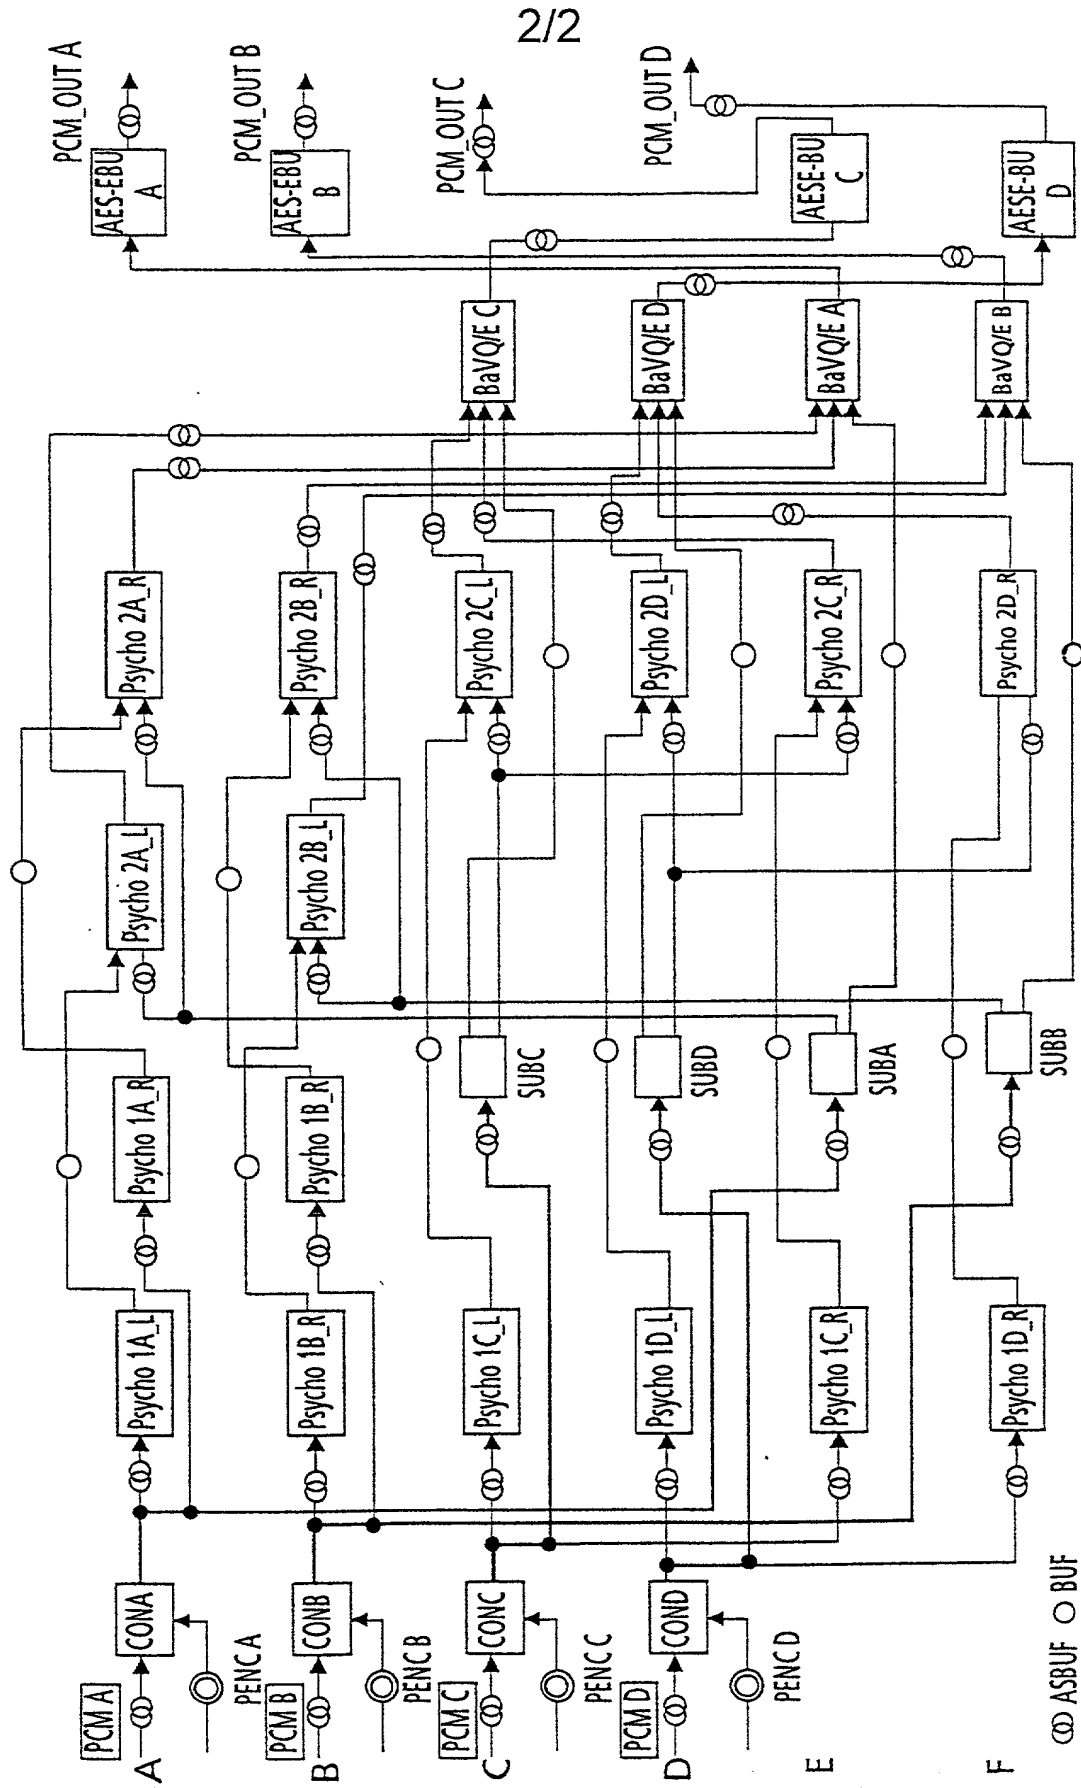 2/2
PCM_OUT A
PCM_OUT B
PCM_OUT C
PCM_OUT D
AES-EBU
A
AES-EBU
B
AESE-BU
C
AESE-BU
D
BaVQ/E C
BaVQ/E D
BaVQ/E A
BaVQ/E B
Psycho 2A_R
Psycho 2B_R
Psycho 2C_L
Psycho 2D_L
Psycho 2C_R
Psycho 2D_R
Psycho 2A_L
Psycho 2B_L
SUBC
SUBD
SUBA
SUBB
Psycho 1A_R
Psycho 1B_R
Psycho 1A_L
Psycho 1B_R
Psycho 1C_L
Psycho 1D_L
Psycho 1C_R
Psycho 1D_R
CONA
CONB
CONC
COND
PCM A
PENC A
PCM B
PENC B
PCM C
PENC C
PCM D
PENC D
A
B
C
D
E
F
ASBUF
BUF